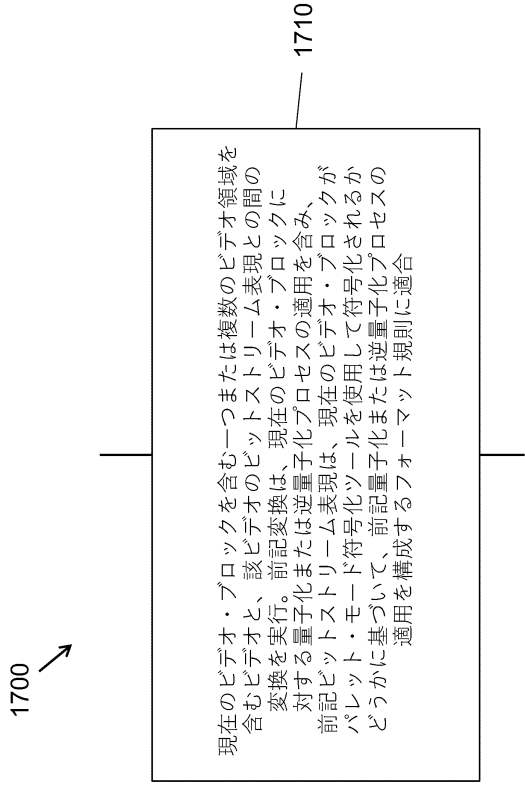 1700
1710
現在のビデオ・ブロックを含む一つまたは複数のビデオ領域を
含むビデオと、該ビデオのビットストリーム表現との間の
変換を実行。前記変換は、現在のビデオ・ブロックに
対する量子化または逆量子化プロセスの適用を含み、
前記ビットストリーム表現は、現在のビデオ・ブロックが
パレット・モード符号化ツールを使用して符号化されるか
どうかに基づいて、前記量子化または逆量子化プロセスの
適用を構成するフォーマット規則に適合